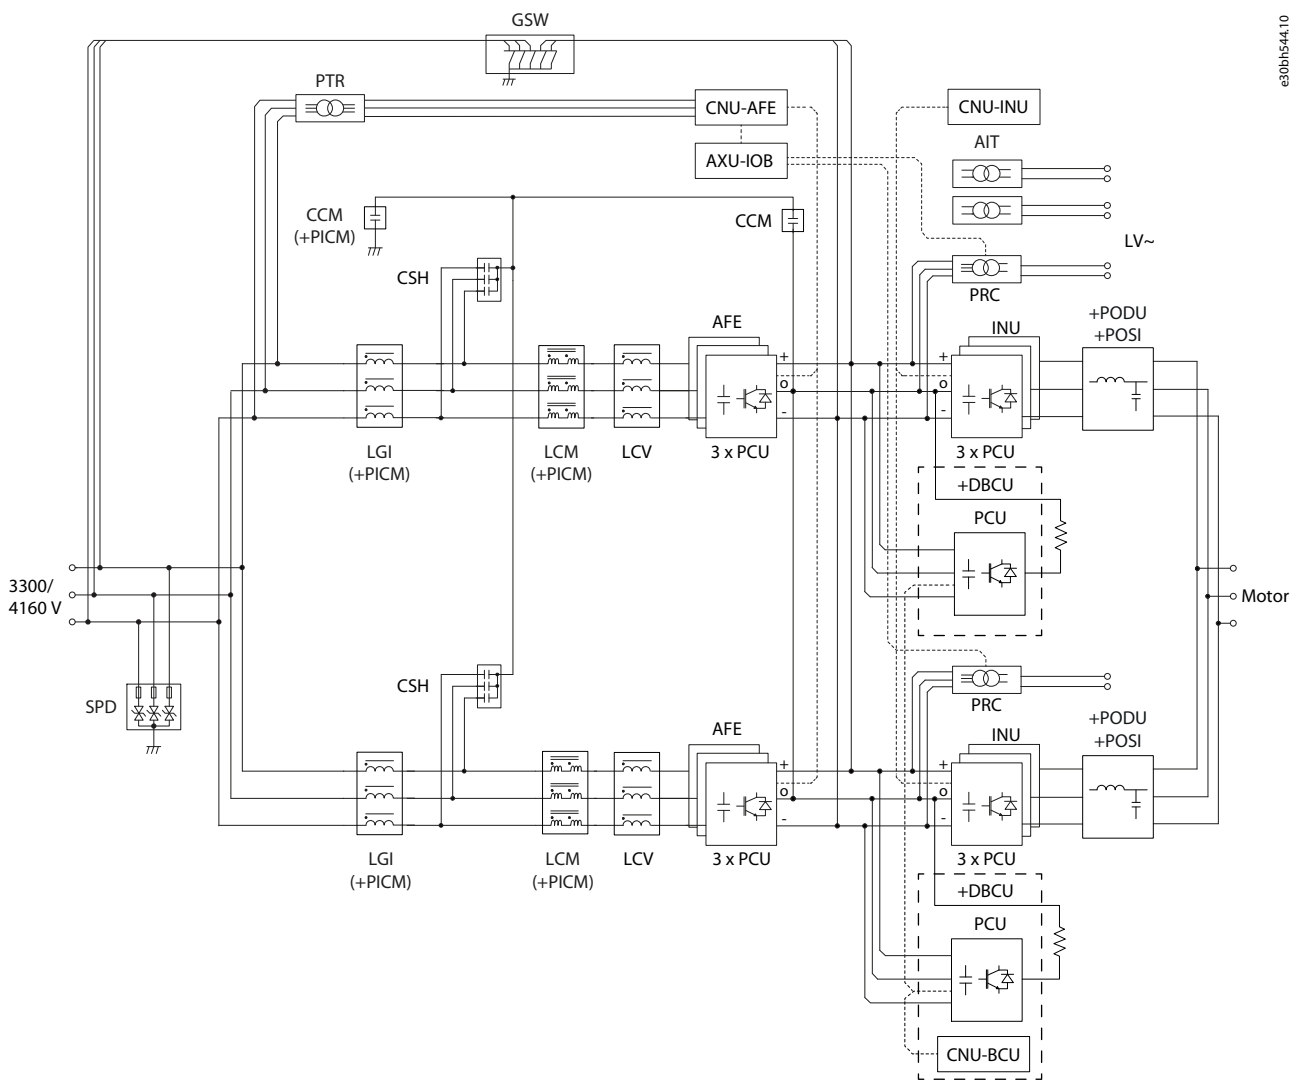 GSW
e30bh544.10
PTR
CNU-AFE
CNU-INU
AIT
AXU-IOB
CCM
(+PICM)
CCM
LV~
CSH
PRC
+PODU
+POSI
AFE
INU
+
o
-
+
o
-
LGI
(+PICM)
LCM
(+PICM)
LCV
3 x PCU
3 x PCU
+DBCU
PCU
3300/
4160 V
Motor
CSH
PRC
SPD
+PODU
+POSI
AFE
INU
+
o
-
+
o
-
LGI
(+PICM)
LCM
(+PICM)
LCV
3 x PCU
3 x PCU
+DBCU
PCU
CNU-BCU